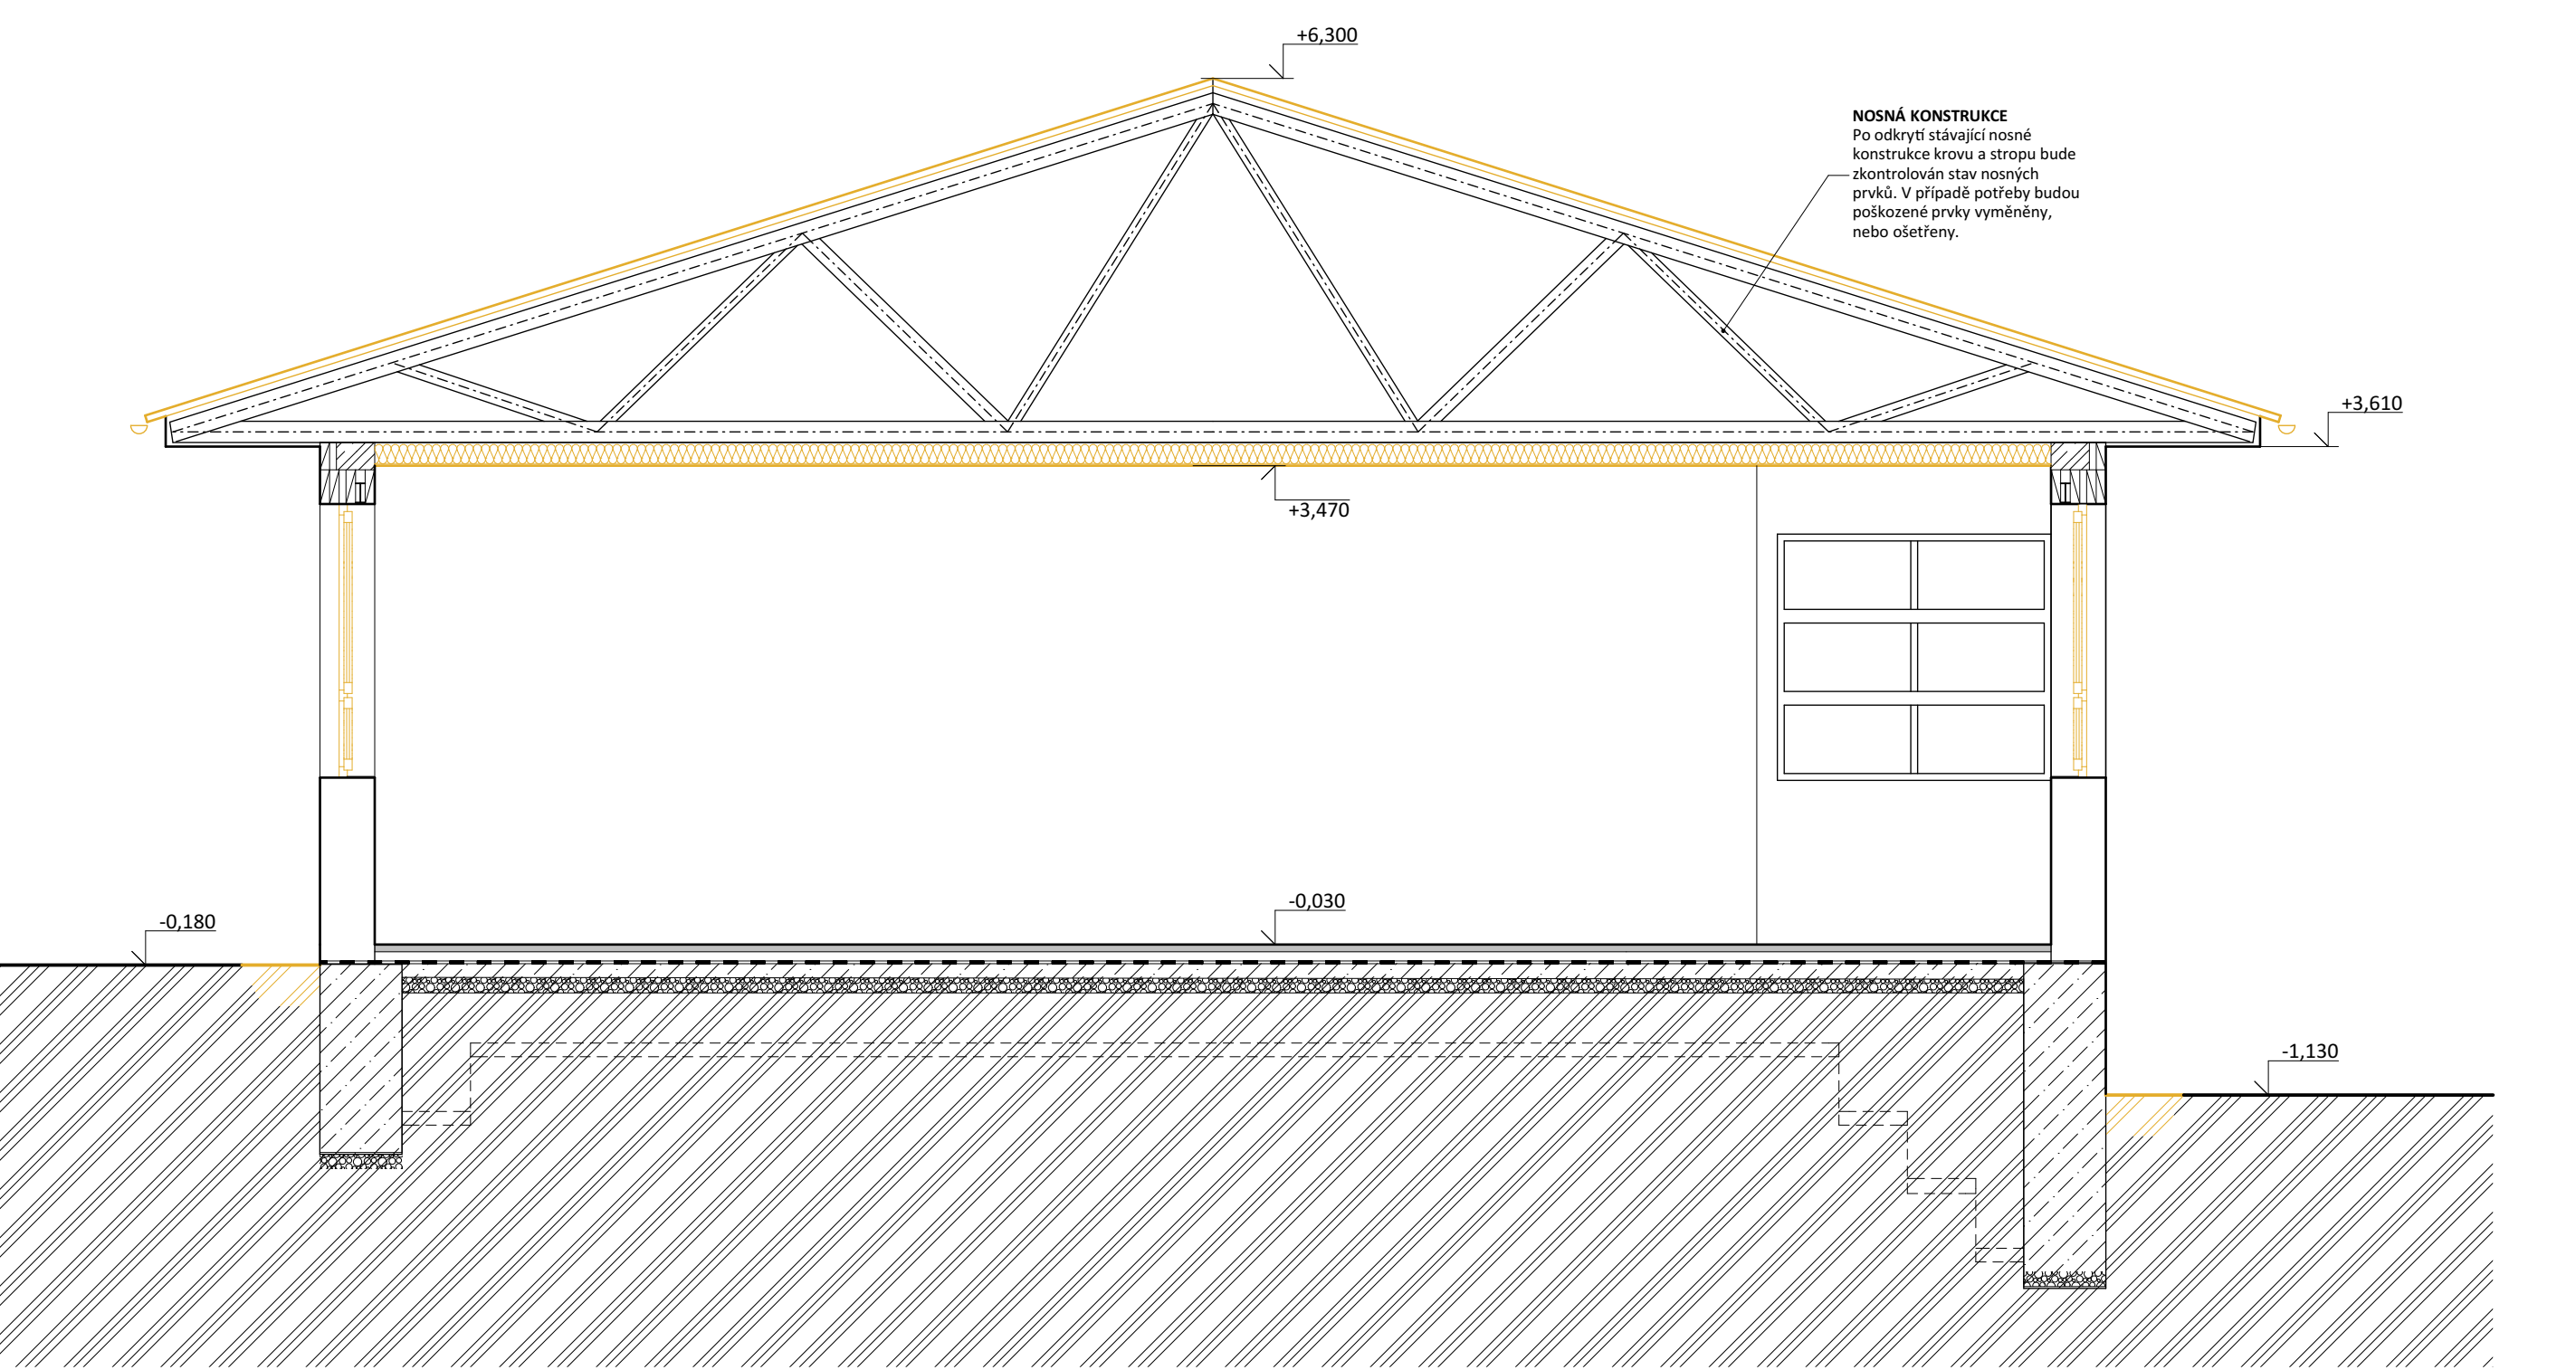 +6,300
NOSNÁ KONSTRUKCE
Po odkrytí stávající nosné
konstrukce krovu a stropu bude
zkontrolován stav nosných
prvků. V případě potřeby budou
poškozené prvky vyměněny,
nebo ošetřeny.
+3,610
+3,470
-0,030
-0,180
-1,130